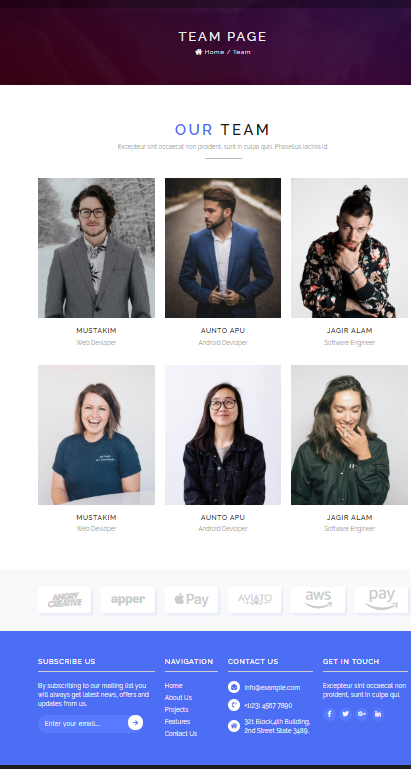 TEAM PAGE
Home / Team
OUR TEAM
Excepteur sint occaecat non proident, sunt in culpa quis. Phasellus lacinia id.
MUSTAKIM
AUNTO APU
JAGIR ALAM
Web Devloper
Android Devloper
Software Engineer
MUSTAKIM
AUNTO APU
JAGIR ALAM
Web Devloper
Android Devloper
Software Engineer
ANGRY CREATIVE
apper
Pay
AVIATO
aws
pay
SUBSCRIBE US
By subscribing to our mailing list you
will always get latest news, offers and
updates from us.
Enter your email...
NAVIGATION
Home
About Us
Projects
Features
Contact Us
CONTACT US
info@example.com
+1(23) 4567 7890
321 Block,4th Building,
2nd Street State 3489.
GET IN TOUCH
Excepteur sint occaecat non
proident, sunt in culpa qui.